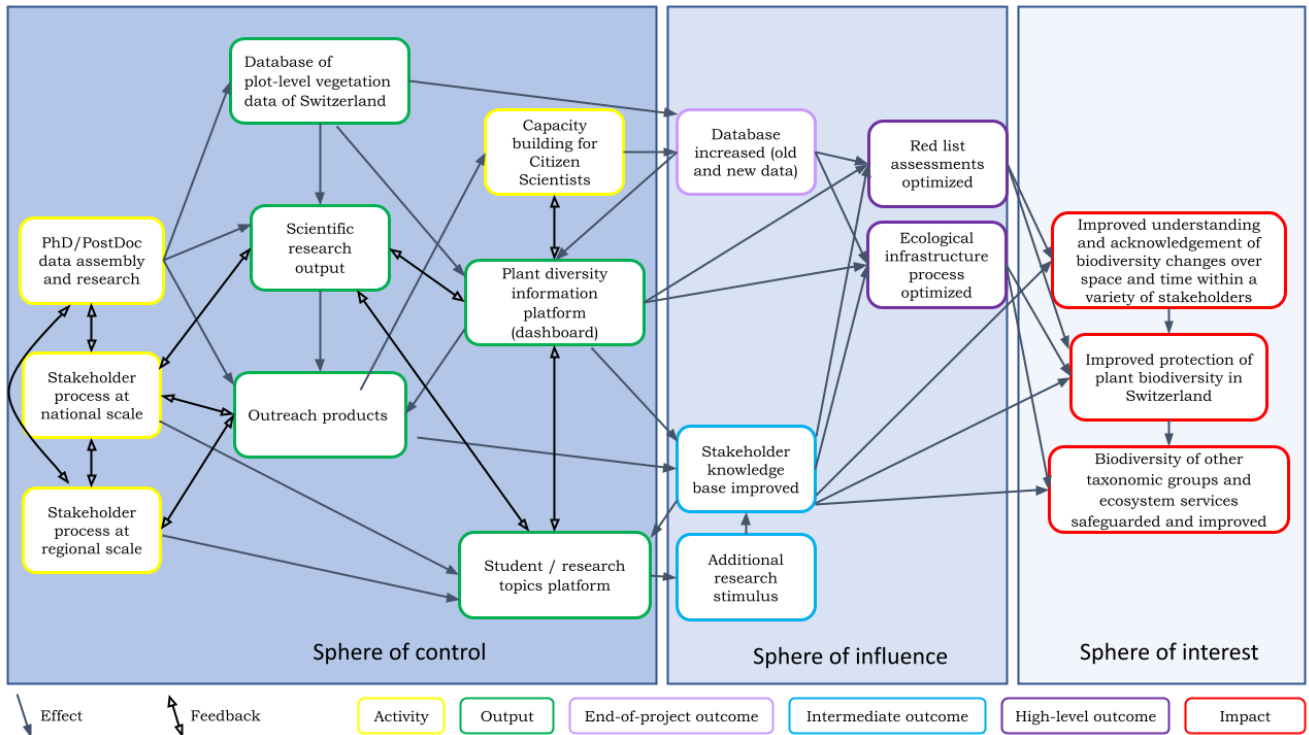 Database of
plot-level vegetation
data of Switzerland
Capacity
building for
Citizen
Scientists
Database
increased (old
and new data)
Red list
assessments
optimized
PhD/PostDoc
data assembly
and research
Scientific
research
output
Plant diversity
information
platform
(dashboard)
Ecological
infrastructure
process
optimized
Improved understanding
and acknowledgement of
biodiversity changes over
space and time within a
variety of stakeholders
Stakeholder
process at
national scale
Outreach products
Improved protection of
plant biodiversity in
Switzerland
Stakeholder
knowledge
base improved
Biodiversity of other
taxonomic groups and
ecosystem services
safeguarded and improved
Stakeholder
process at
regional scale
Student / research
topics platform
Additional
research
stimulus
Sphere of control
Sphere of influence
Sphere of interest
Effect
Feedback
Activity
Output
End-of-project outcome
Intermediate outcome
High-level outcome
Impact